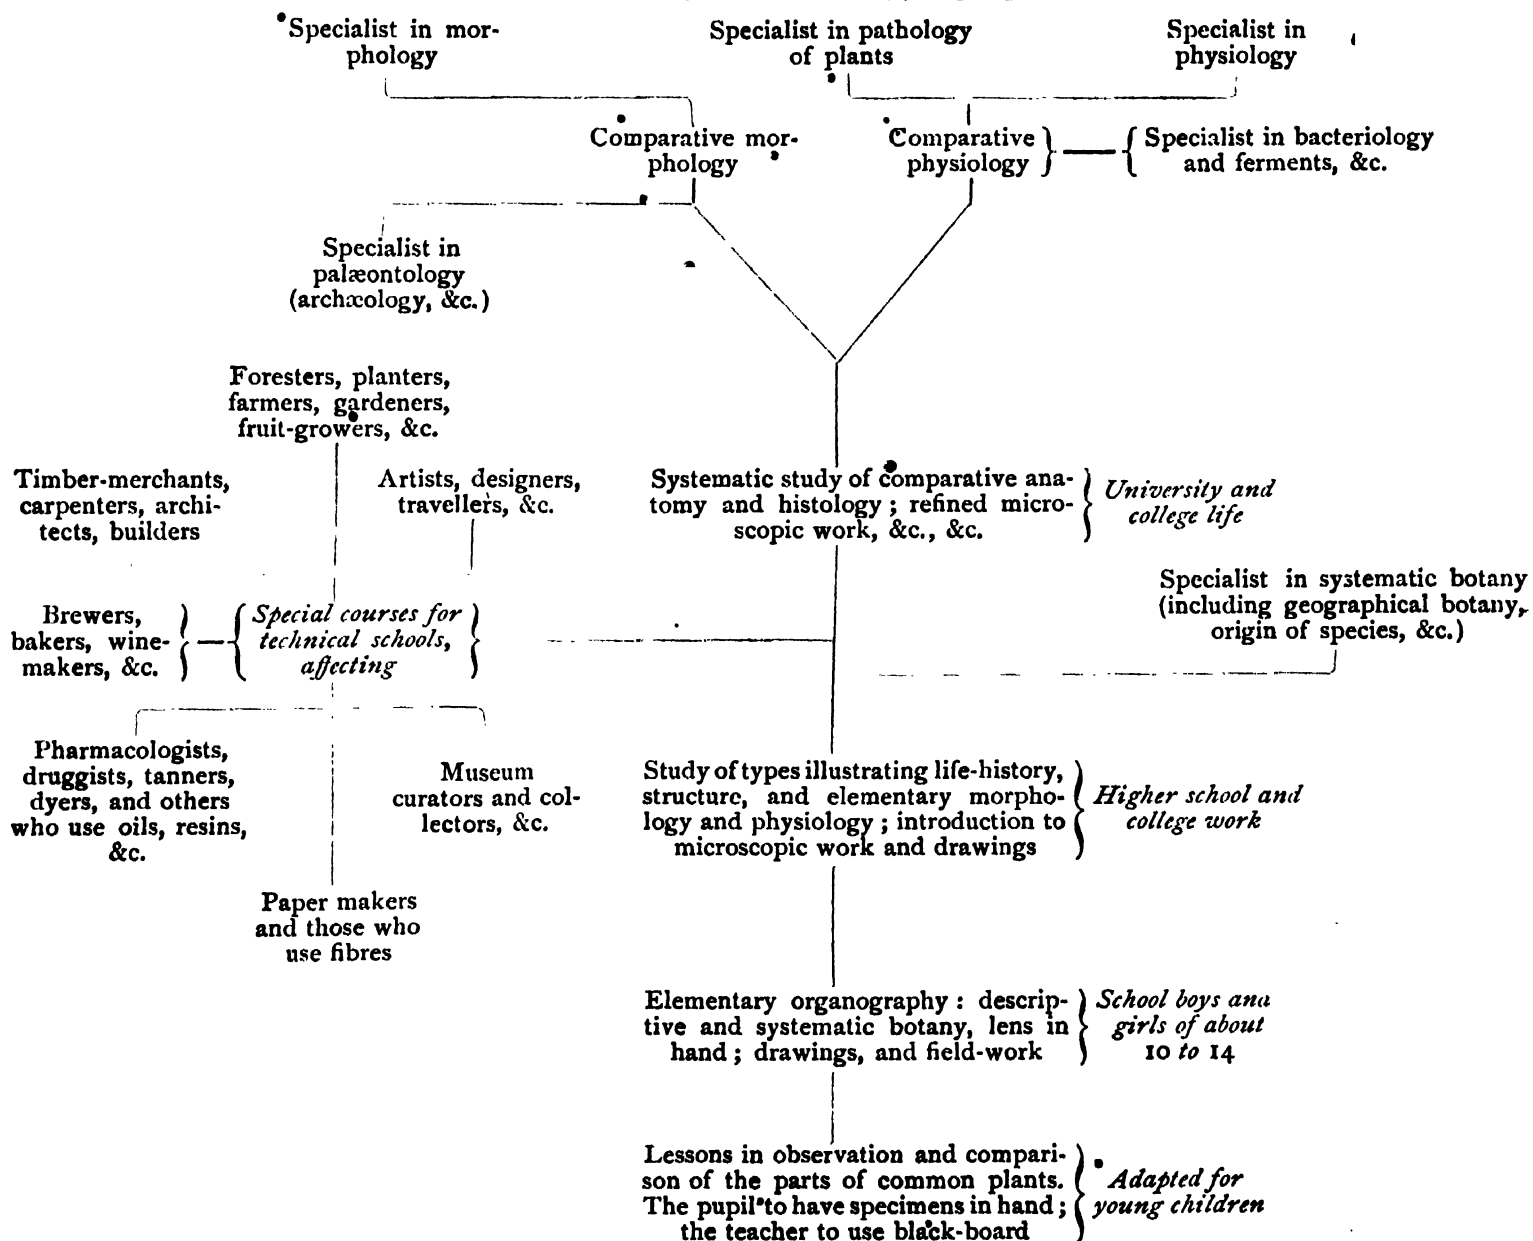 Specialist in mor-
phology
Specialist in pathology
of plants
Specialist in
physiology
Comparative mor-
phology
Comparative
physiology
Specialist in bacteriology
and ferments, &c.
Specialist in
palæontology
(archæology, &c.)
Foresters, planters,
farmers, gardeners,
fruit-growers, &c.
Timber-merchants,
carpenters, archi-
tects, builders
Artists, designers,
travellers, &c.
Systematic study of comparative ana-
tomy and histology; refined micro-
scopic work, &c., &c.
University and
college life
Specialist in systematic botany
(including geographical botany,
origin of species, &c.)
Brewers,
bakers, wine-
makers, &c.
Special courses for
technical schools,
affecting
Pharmacologists,
druggists, tanners,
dyers, and others
who use oils, resins,
&c.
Museum
curators and col-
lectors, &c.
Study of types illustrating life-history,
structure, and elementary morpho-
logy and physiology; introduction to
microscopic work and drawings
Higher school and
college work
Paper makers
and those who
use fibres
Elementary organography: descrip-
tive and systematic botany, lens in
hand; drawings, and field-work
School boys and
girls of about
10 to 14
Lessons in observation and compari-
son of the parts of common plants.
The pupil to have specimens in hand;
the teacher to use black-board
Adapted for
young children